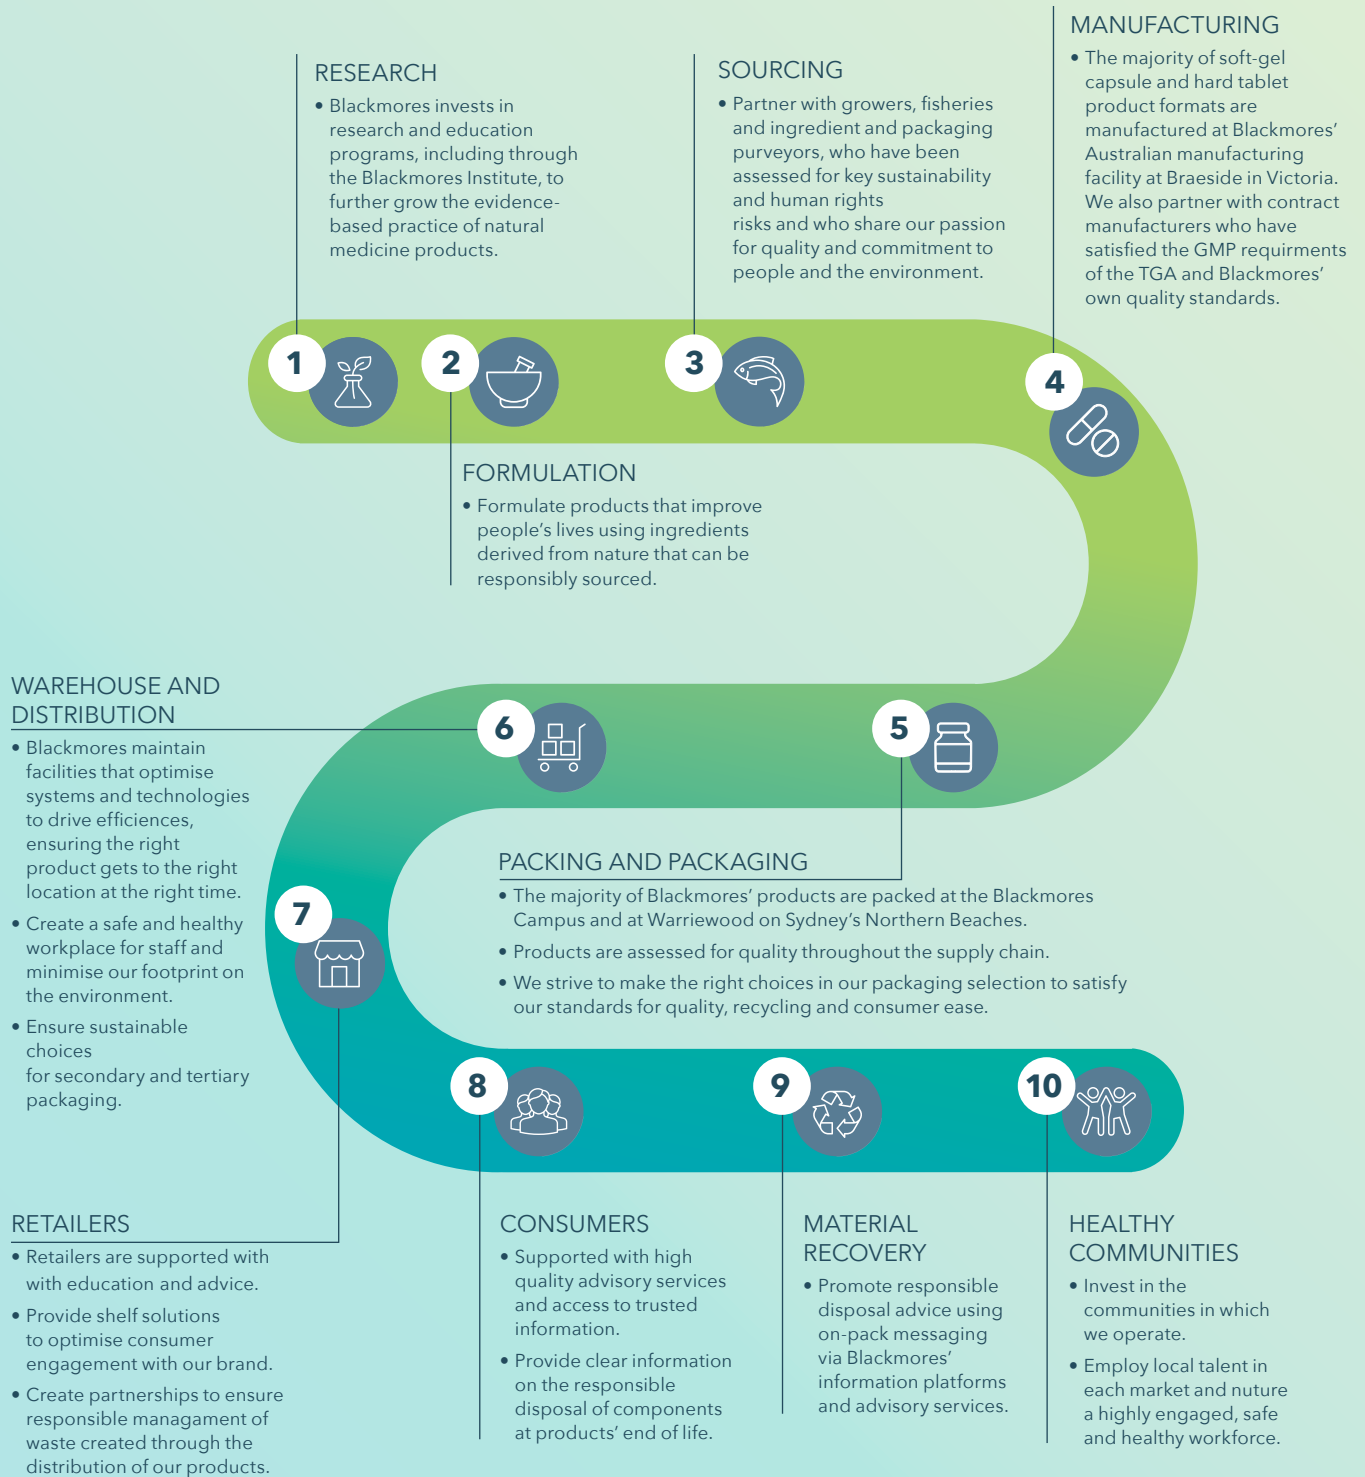 RESEARCH
• Blackmores invests in
research and education
programs, including through
the Blackmores Institute, to
further grow the evidence-
based practice of natural
medicine products.
SOURCING
• Partner with growers, fisheries
and ingredient and packaging
purveyors, who have been
assessed for key sustainability
and human rights
risks and who share our passion
for quality and commitment to
people and the environment.
MANUFACTURING
• The majority of soft-gel
capsule and hard tablet
product formats are
manufactured at Blackmores’
Australian manufacturing
facility at Braeside in Victoria.
We also partner with contract
manufacturers who have
satisfied the GMP requirments
of the TGA and Blackmores’
own quality standards.
1
2
3
4
FORMULATION
• Formulate products that improve
people’s lives using ingredients
derived from nature that can be
responsibly sourced.
WAREHOUSE AND
DISTRIBUTION
• Blackmores maintain
facilities that optimise
systems and technologies
to drive efficiences,
ensuring the right
product gets to the right
location at the right time.
• Create a safe and healthy
workplace for staff and
minimise our footprint on
the environment.
• Ensure sustainable
choices
for secondary and tertiary
packaging.
6
5
PACKING AND PACKAGING
• The majority of Blackmores’ products are packed at the Blackmores
Campus and at Warriewood on Sydney’s Northern Beaches.
• Products are assessed for quality throughout the supply chain.
• We strive to make the right choices in our packaging selection to satisfy
our standards for quality, recycling and consumer ease.
7
8
9
10
RETAILERS
• Retailers are supported with
with education and advice.
• Provide shelf solutions
to optimise consumer
engagement with our brand.
• Create partnerships to ensure
responsible managament of
waste created through the
distribution of our products.
CONSUMERS
• Supported with high
quality advisory services
and access to trusted
information.
• Provide clear information
on the responsible
disposal of components
at products’ end of life.
MATERIAL
RECOVERY
• Promote responsible
disposal advice using
on-pack messaging
via Blackmores’
information platforms
and advisory services.
HEALTHY
COMMUNITIES
• Invest in the
communities in which
we operate.
• Employ local talent in
each market and nuture
a highly engaged, safe
and healthy workforce.